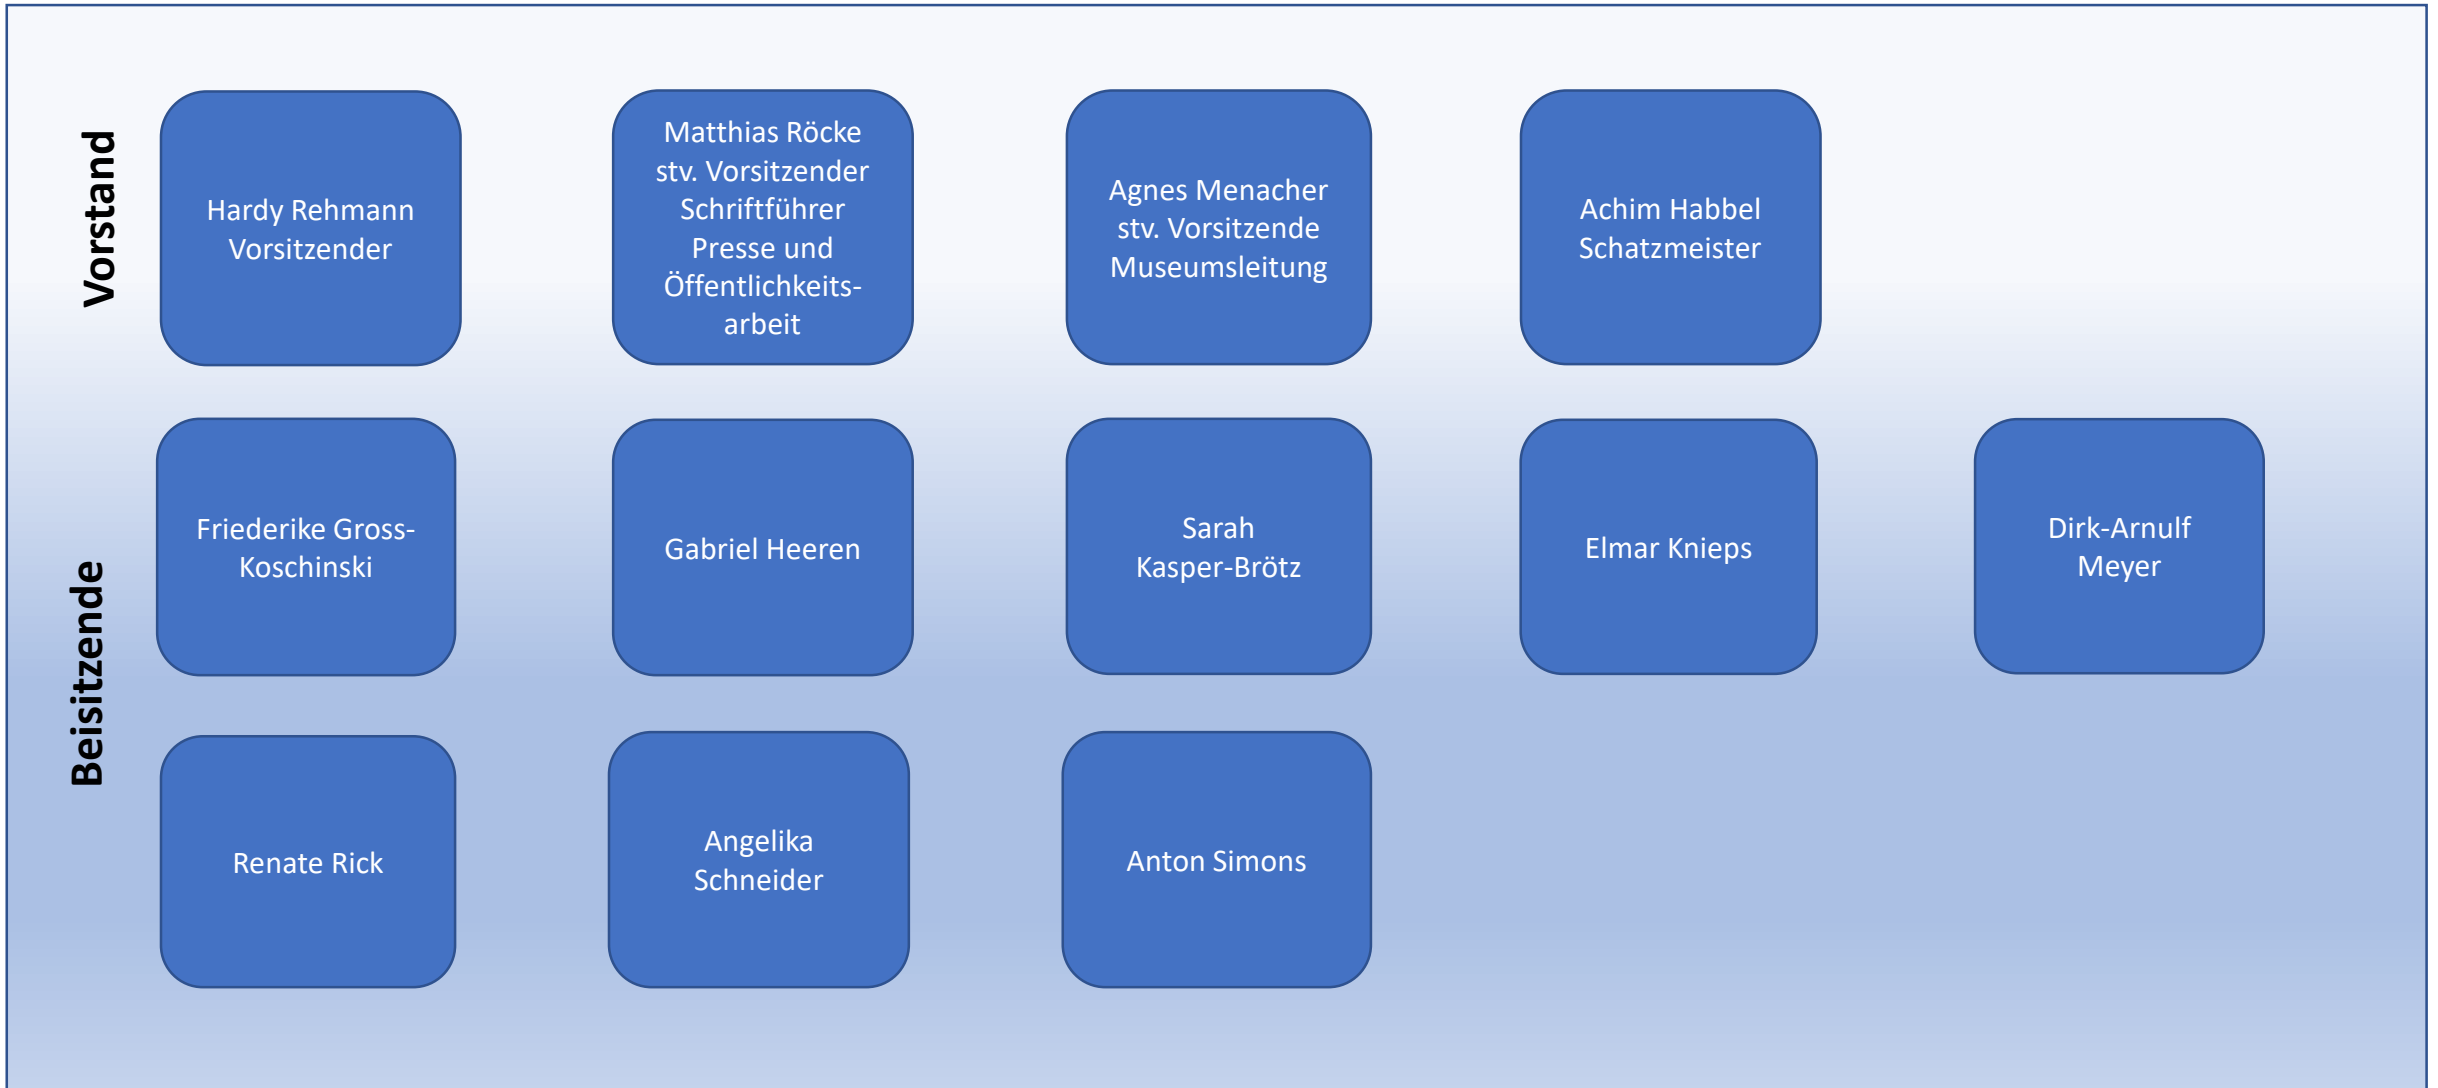 Vorstand
Hardy Rehmann
Vorsitzender
Matthias Röcke
stv. Vorsitzender
Schriftführer
Presse und
Öffentlichkeits-
arbeit
Agnes Menacher
stv. Vorsitzende
Museumsleitung
Achim Habbel
Schatzmeister
Beisitzende
Friederike Gross-
Koschinski
Gabriel Heeren
Sarah
Kasper-Brötz
Elmar Knieps
Dirk-Arnulf
Meyer
Renate Rick
Angelika
Schneider
Anton Simons